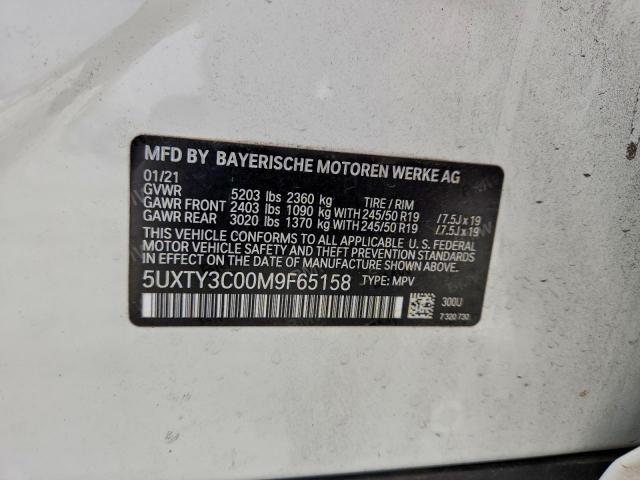 MFD BY BAYERISCHE MOTOREN WERKE AG
01/21
GVWR 5203 lbs 2360 kg TIRE / RIM
GAWR FRONT 2403 lbs 1090 kg WITH 245/50 R19 /7.5J x 19
GAWR REAR 3020 lbs 1370 kg WITH 245/50 R19 /7.5J x 19
THIS VEHICLE CONFORMS TO ALL APPLICABLE U. S. FEDERAL
MOTOR VEHICLE SAFETY AND THEFT PREVENTION STANDARDS
IN EFFECT ON THE DATE OF MANUFACTURE SHOWN ABOVE.
5UXTY3C00M9F65158 TYPE: MPV
300U
7 320 730